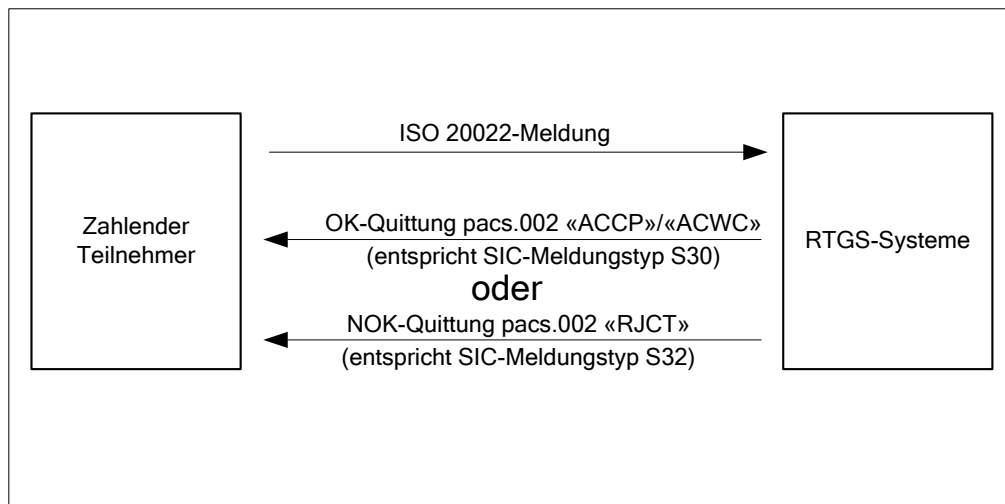 Zahlender
Teilnehmer
ISO 20022-Meldung
OK-Quittung pacs.002 «ACCP»/«ACWC»
(entspricht SIC-Meldungstyp S30)
oder
NOK-Quittung pacs.002 «RJCT»
(entspricht SIC-Meldungstyp S32)
RTGS-Systeme